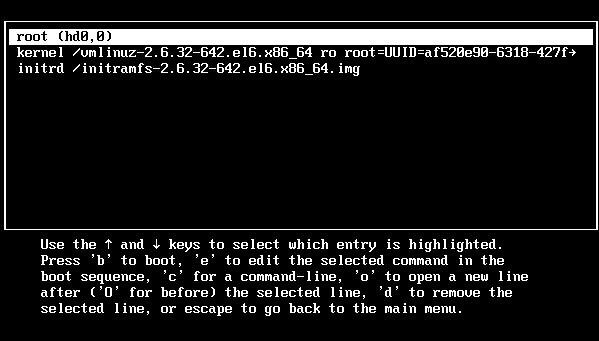 root (hd0,0)
kernel /vmlinuz-2.6.32-642.el6.x86_64 ro root=UUID=af520e90-6318-427f→
initrd /initramfs-2.6.32-642.el6.x86_64.img
Use the ↑ and ↓ keys to select which entry is highlighted.
Press 'b' to boot, 'e' to edit the selected command in the
boot sequence, 'c' for a command-line, 'o' to open a new line
after ('O' for before) the selected line, 'd' to remove the
selected line, or escape to go back to the main menu.